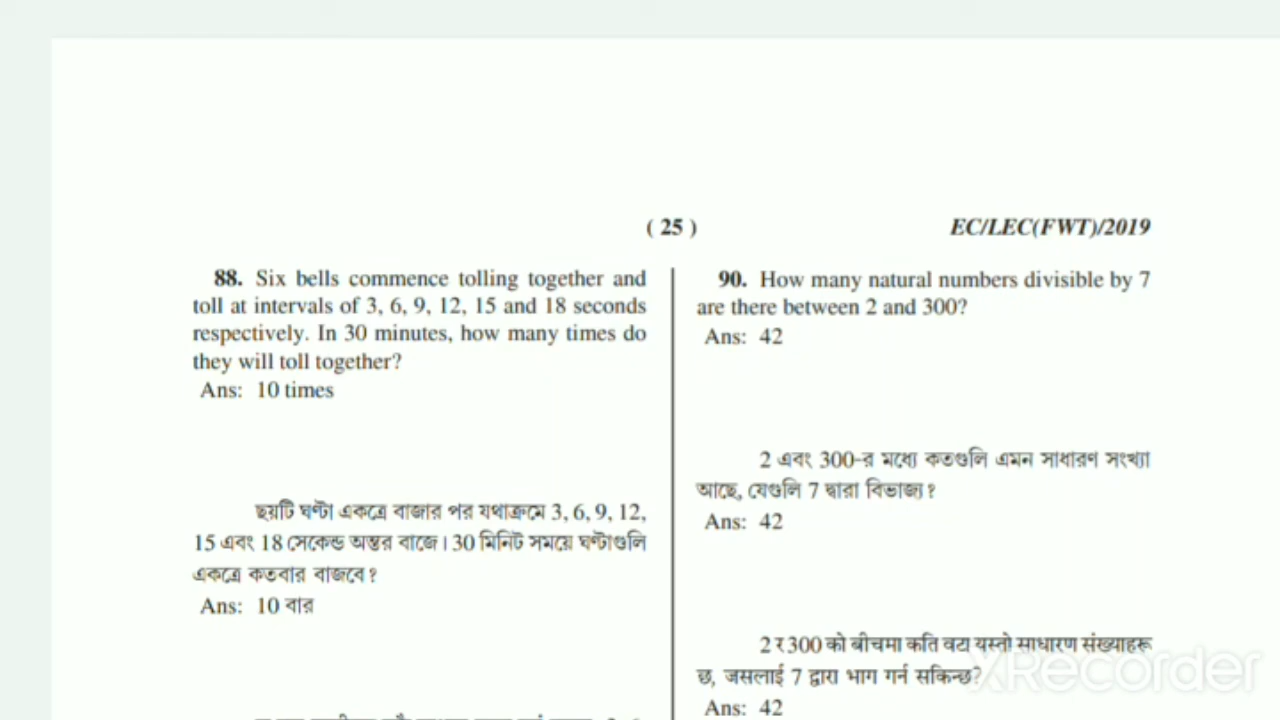 ( 25 )
EC/LEC(FWT)/2019
88. Six bells commence tolling together and
toll at intervals of 3, 6, 9, 12, 15 and 18 seconds
respectively. In 30 minutes, how many times do
they will toll together?
Ans: 10 times
ছয়টি ঘণ্টা একত্রে বাজার পর যথাক্রমে 3, 6, 9, 12,
15 এবং 18 সেকেন্ড অন্তর বাজে। 30 মিনিট সময়ে ঘণ্টাগুলি
একত্রে কতবার বাজবে?
Ans: 10 বার
90. How many natural numbers divisible by 7
are there between 2 and 300?
Ans: 42
2 এবং 300-র মধ্যে কতগুলি এমন সাধারণ সংখ্যা
আছে, যেগুলি 7 দ্বারা বিভাজ্য?
Ans: 42
2 र 300 को बीचमा कति वटा यस्तो साधारण संख्याहरू
छ, जसलाई 7 द्वारा भाग गर्न सकिन्छ?
Ans: 42
XRecorder